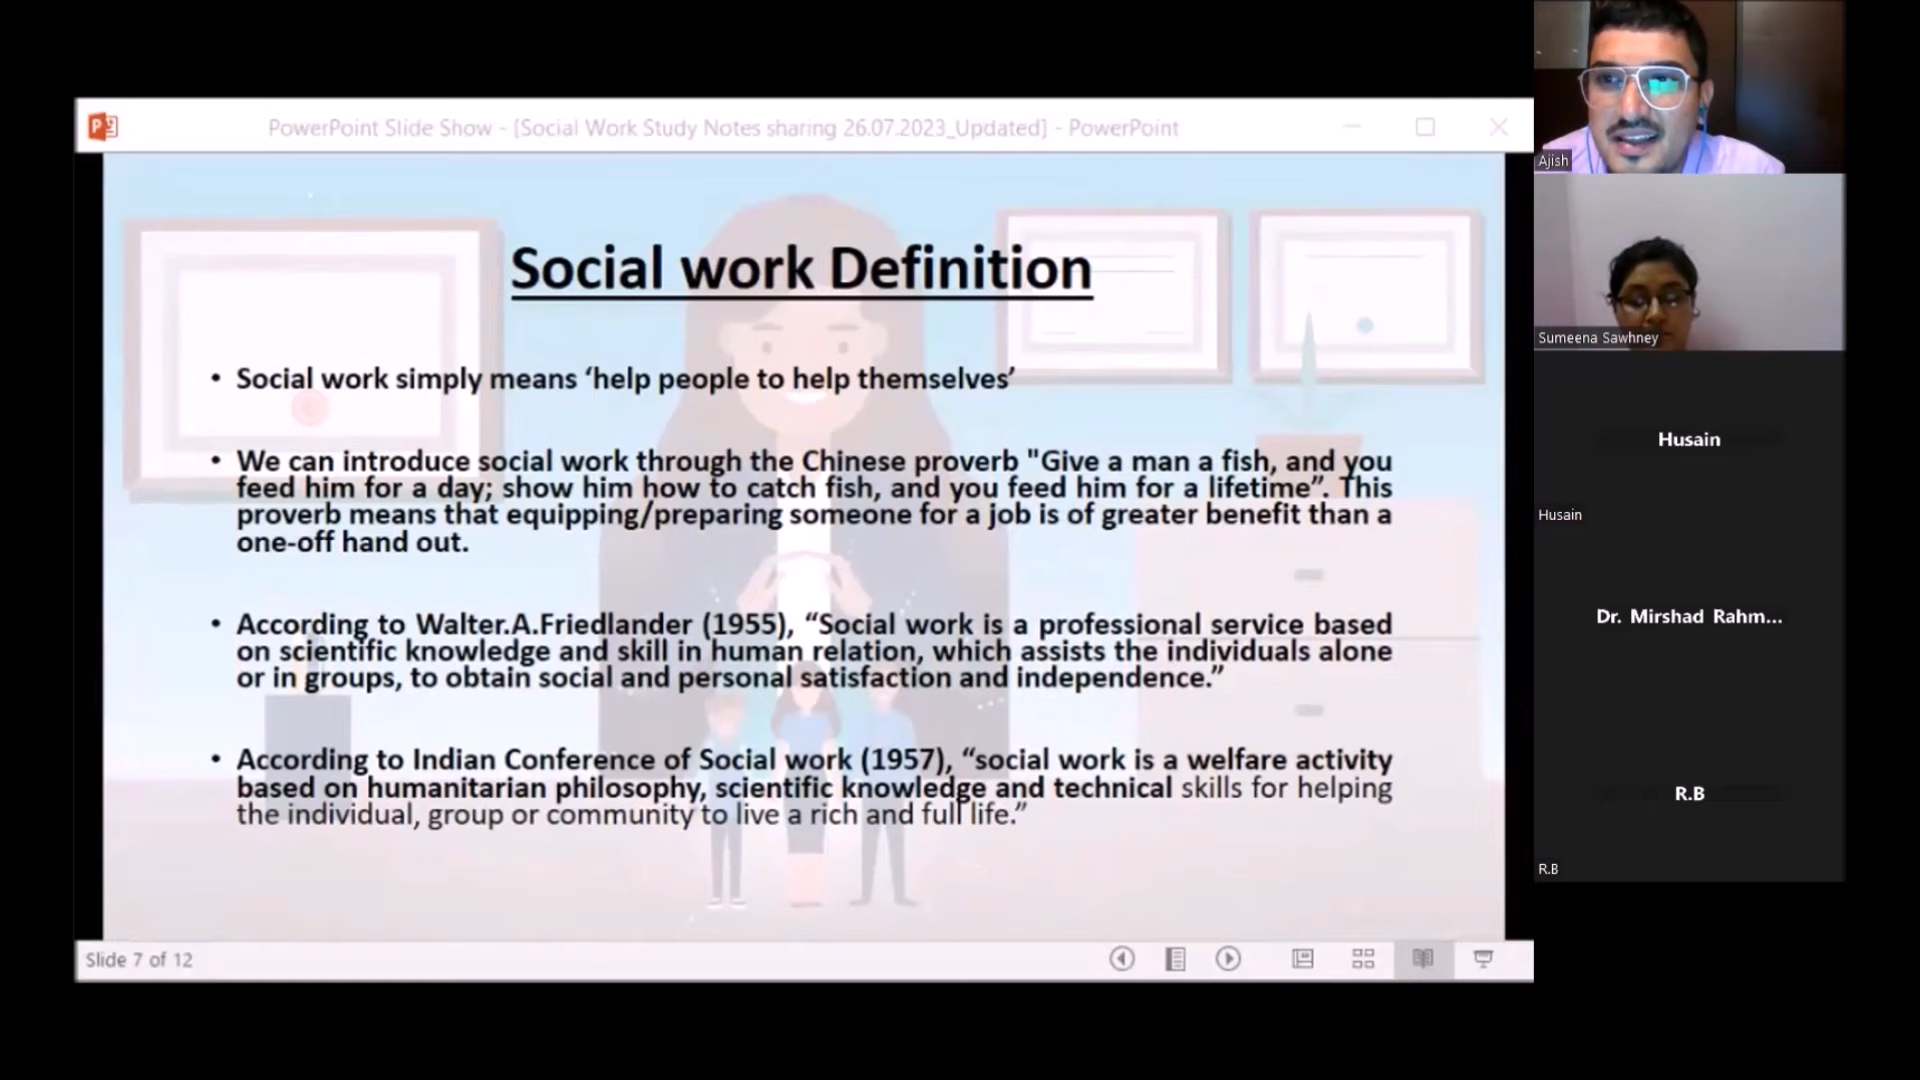 PowerPoint Slide Show - [Social Work Study Notes sharing 26.07.2023_Updated] - PowerPoint
Social work Definition
• Social work simply means ‘help people to help themselves’
• We can introduce social work through the Chinese proverb "Give a man a fish, and you
feed him for a day; show him how to catch fish, and you feed him for a lifetime”. This
proverb means that equipping/preparing someone for a job is of greater benefit than a
one-off hand out.
• According to Walter.A.Friedlander (1955), “Social work is a professional service based
on scientific knowledge and skill in human relation, which assists the individuals alone
or in groups, to obtain social and personal satisfaction and independence.”
• According to Indian Conference of Social work (1957), “social work is a welfare activity
based on humanitarian philosophy, scientific knowledge and technical skills for helping
the individual, group or community to live a rich and full life.”
Slide 7 of 12
Ajish
Sumeena Sawhney
Husain
Husain
Dr. Mirshad Rahm...
R.B
R.B